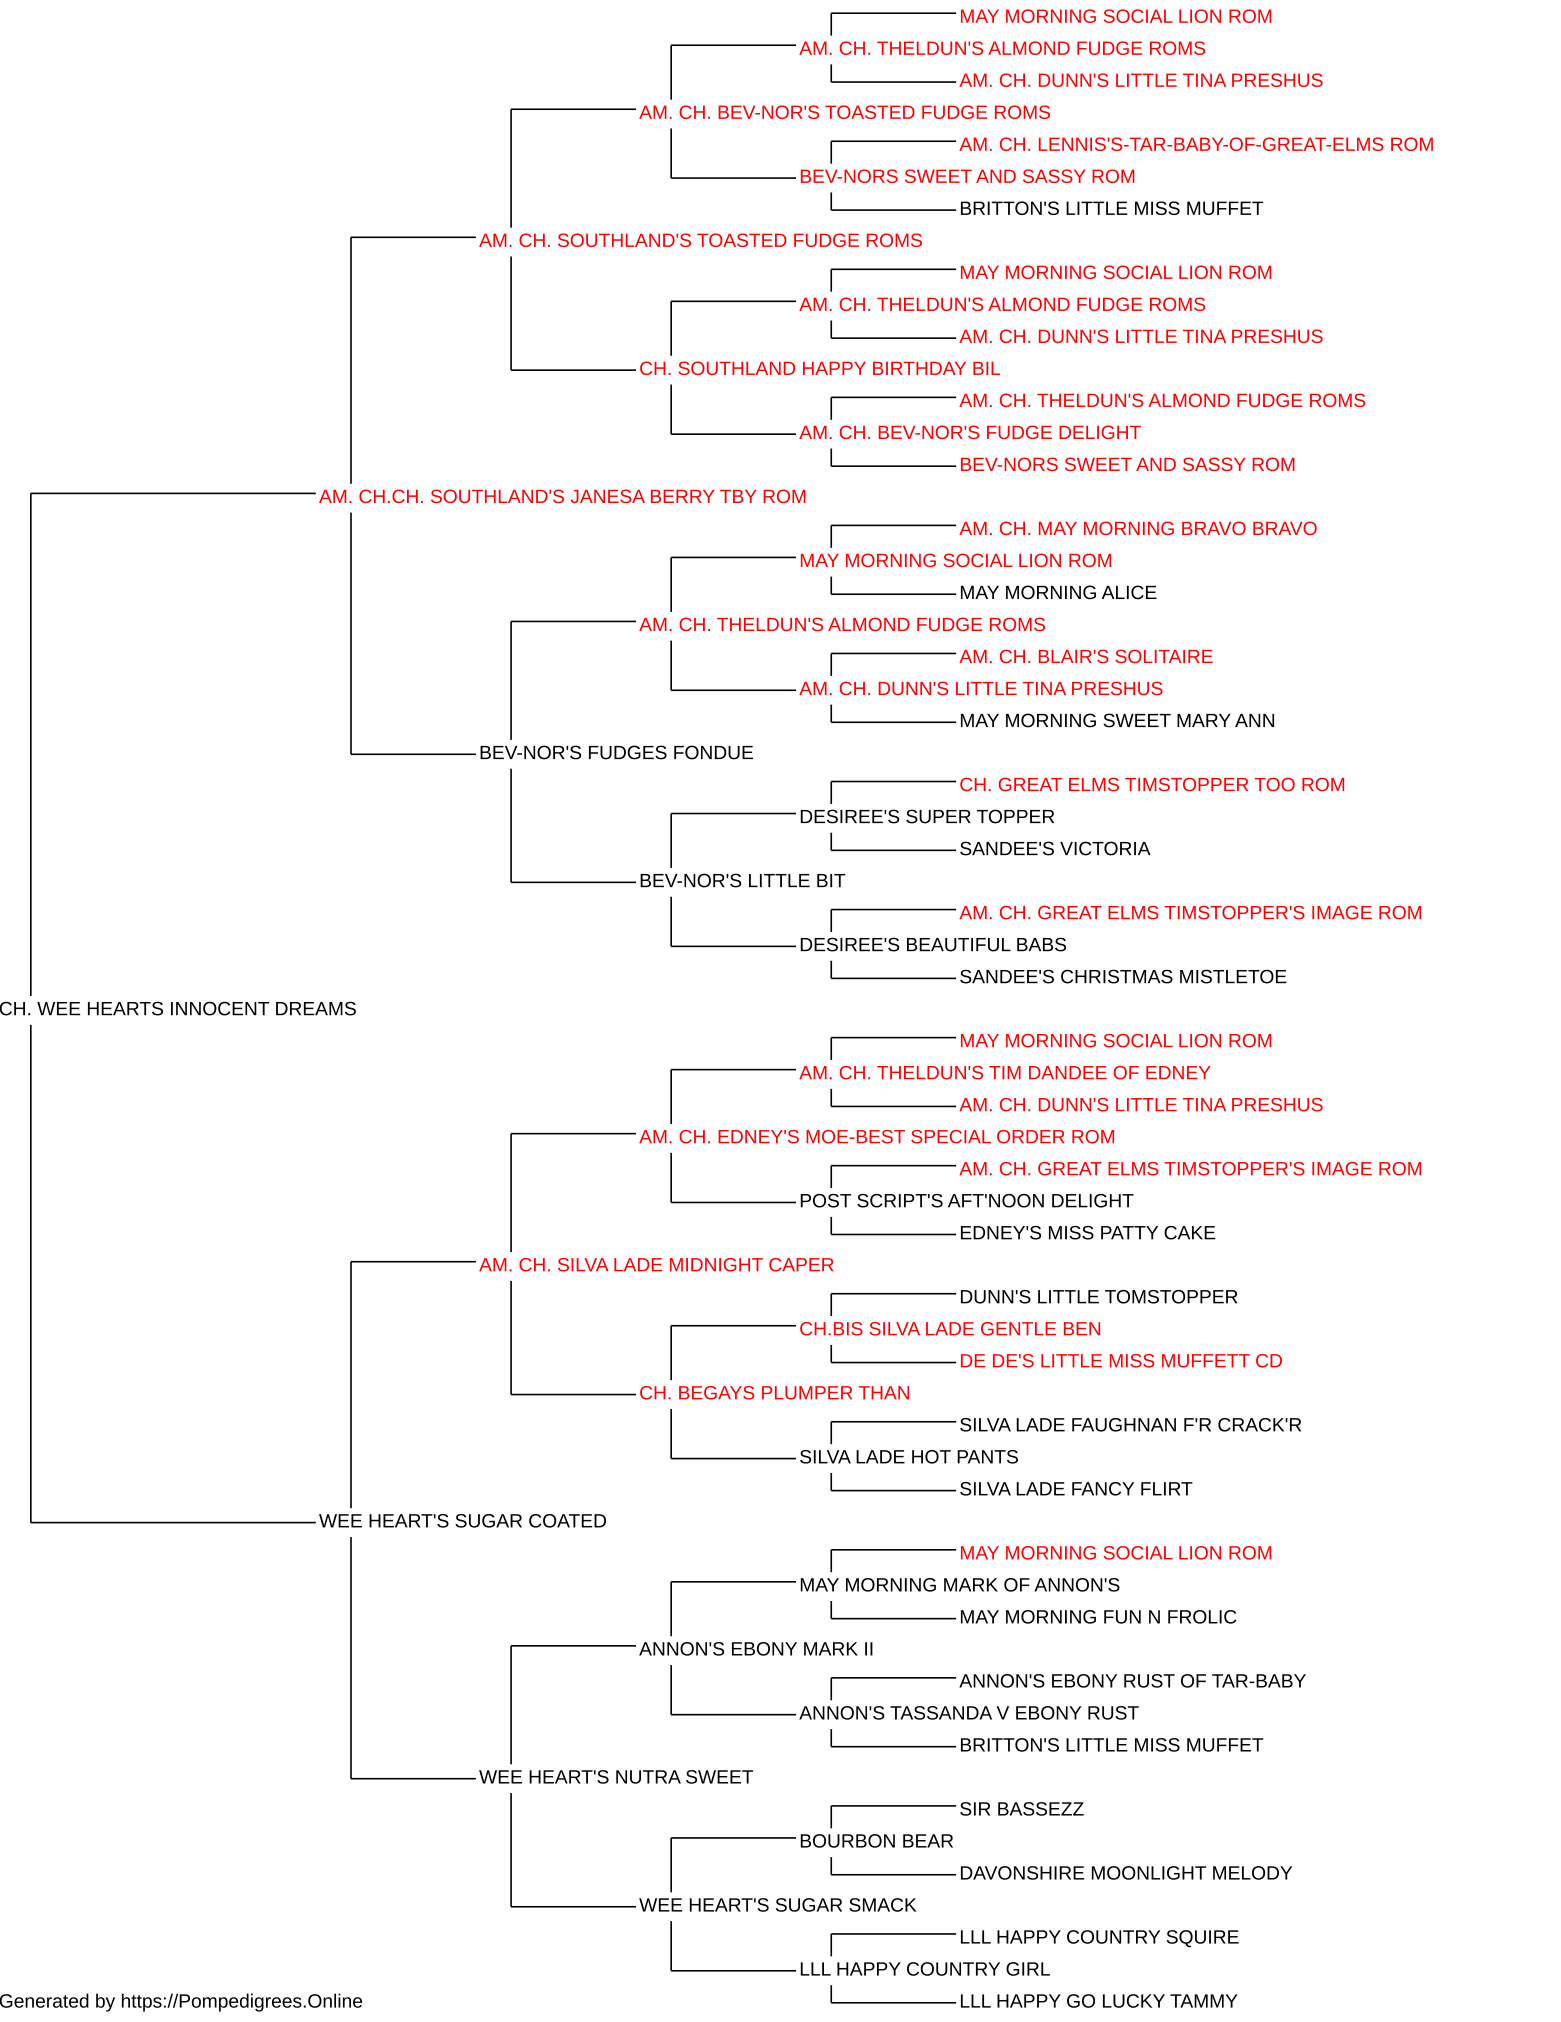 MAY MORNING SOCIAL LION ROM
AM. CH. THELDUN'S ALMOND FUDGE ROMS
AM. CH. DUNN'S LITTLE TINA PRESHUS
AM. CH. BEV-NOR'S TOASTED FUDGE ROMS
AM. CH. LENNIS'S-TAR-BABY-OF-GREAT-ELMS ROM
BEV-NORS SWEET AND SASSY ROM
BRITTON'S LITTLE MISS MUFFET
AM. CH. SOUTHLAND'S TOASTED FUDGE ROMS
MAY MORNING SOCIAL LION ROM
AM. CH. THELDUN'S ALMOND FUDGE ROMS
AM. CH. DUNN'S LITTLE TINA PRESHUS
CH. SOUTHLAND HAPPY BIRTHDAY BIL
AM. CH. THELDUN'S ALMOND FUDGE ROMS
AM. CH. BEV-NOR'S FUDGE DELIGHT
BEV-NORS SWEET AND SASSY ROM
AM. CH.CH. SOUTHLAND'S JANESA BERRY TBY ROM
AM. CH. MAY MORNING BRAVO BRAVO
MAY MORNING SOCIAL LION ROM
MAY MORNING ALICE
AM. CH. THELDUN'S ALMOND FUDGE ROMS
AM. CH. BLAIR'S SOLITAIRE
AM. CH. DUNN'S LITTLE TINA PRESHUS
MAY MORNING SWEET MARY ANN
BEV-NOR'S FUDGES FONDUE
CH. GREAT ELMS TIMSTOPPER TOO ROM
DESIREE'S SUPER TOPPER
SANDEE'S VICTORIA
BEV-NOR'S LITTLE BIT
AM. CH. GREAT ELMS TIMSTOPPER'S IMAGE ROM
DESIREE'S BEAUTIFUL BABS
SANDEE'S CHRISTMAS MISTLETOE
CH. WEE HEARTS INNOCENT DREAMS
MAY MORNING SOCIAL LION ROM
AM. CH. THELDUN'S TIM DANDEE OF EDNEY
AM. CH. DUNN'S LITTLE TINA PRESHUS
AM. CH. EDNEY'S MOE-BEST SPECIAL ORDER ROM
AM. CH. GREAT ELMS TIMSTOPPER'S IMAGE ROM
POST SCRIPT'S AFT'NOON DELIGHT
EDNEY'S MISS PATTY CAKE
AM. CH. SILVA LADE MIDNIGHT CAPER
DUNN'S LITTLE TOMSTOPPER
CH.BIS SILVA LADE GENTLE BEN
DE DE'S LITTLE MISS MUFFETT CD
CH. BEGAYS PLUMPER THAN
SILVA LADE FAUGHNAN F'R CRACK'R
SILVA LADE HOT PANTS
SILVA LADE FANCY FLIRT
WEE HEART'S SUGAR COATED
MAY MORNING SOCIAL LION ROM
MAY MORNING MARK OF ANNON'S
MAY MORNING FUN N FROLIC
ANNON'S EBONY MARK II
ANNON'S EBONY RUST OF TAR-BABY
ANNON'S TASSANDA V EBONY RUST
BRITTON'S LITTLE MISS MUFFET
WEE HEART'S NUTRA SWEET
SIR BASSEZZ
BOURBON BEAR
DAVONSHIRE MOONLIGHT MELODY
WEE HEART'S SUGAR SMACK
LLL HAPPY COUNTRY SQUIRE
LLL HAPPY COUNTRY GIRL
LLL HAPPY GO LUCKY TAMMY
Generated by https://Pompedigrees.Online